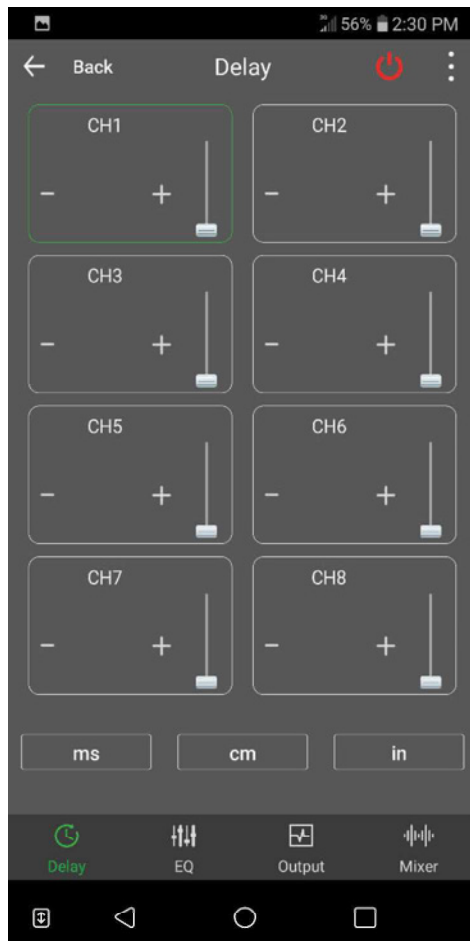 3G 56% 2:30 PM
Back Delay
CH1 CH2
- + - +
CH3 CH4
- + - +
CH5 CH6
- + - +
CH7 CH8
- + - +
ms cm in
Delay EQ Output Mixer